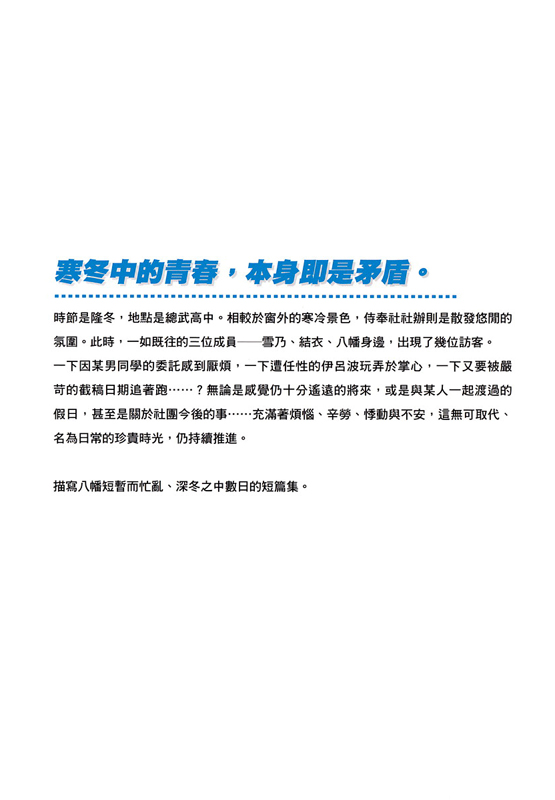 寒冬中的青春，本身即是矛盾。
時節是隆冬，地點是總武高中。相較於窗外的寒冷景色，侍奉社社辦則是散發悠閒的
氛圍。此時，一如既往的三位成員──雪乃、結衣、八幡身邊，出現了幾位訪客。
一下因某男同學的委託感到厭煩，一下遭任性的伊呂波玩弄於掌心，一下又要被嚴
苛的截稿日期追著跑……？無論是感覺仍十分遙遠的將來，或是與某人一起渡過的
假日，甚至是關於社團今後的事……充滿著煩惱、辛勞、悸動與不安，這無可取代、
名為日常的珍貴時光，仍持續推進。
描寫八幡短暫而忙亂、深冬之中數日的短篇集。